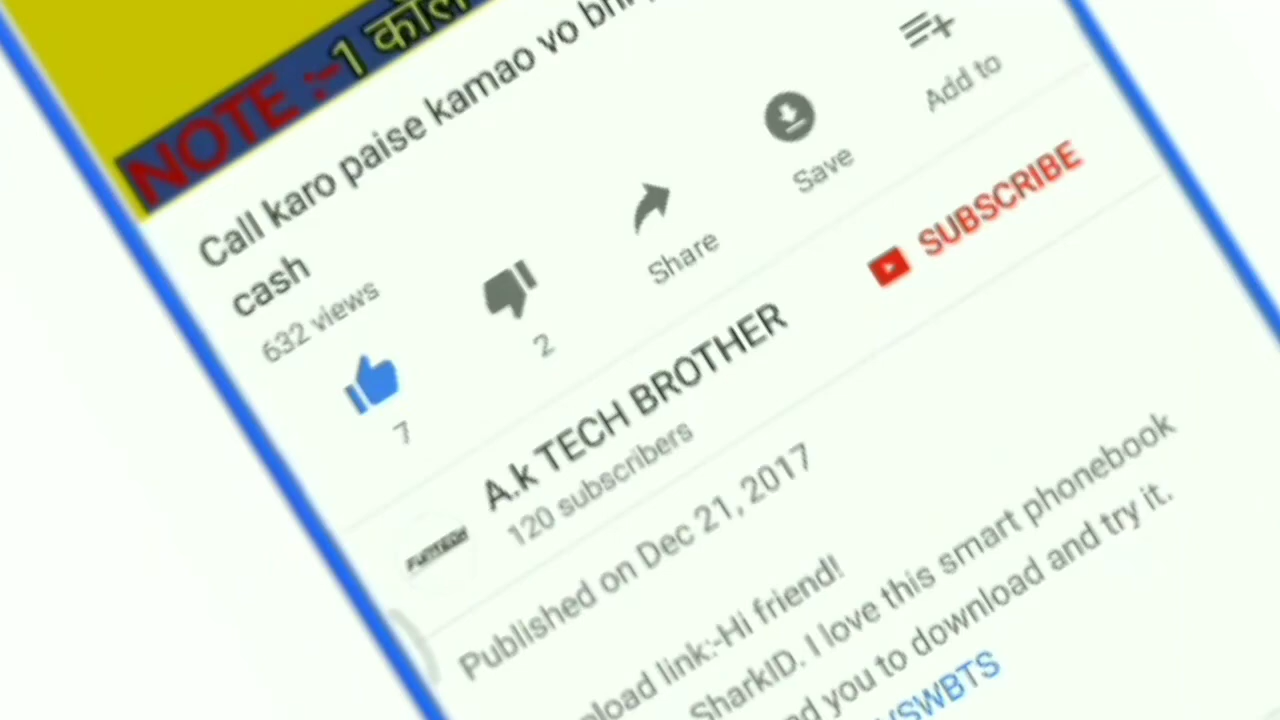 NOTE :-1 कॉल
Call karo paise kamao vo bhi
cash
632 views
7
2
Share
Save
Add to
A.k TECH BROTHER
120 subscribers
SUBSCRIBE
Published on Dec 21, 2017
link:-Hi friend!
SharkID. I love this smart phonebook
you to download and try it.